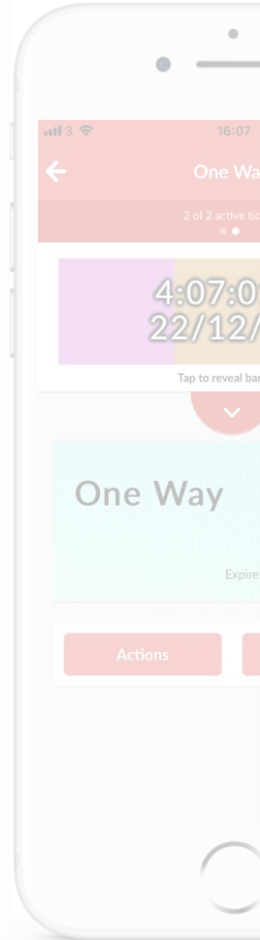 3 16:07
One Wa
2 of 2 active tic
4:07:0
22/12/
Tap to reveal bar
One Way
Expire
Actions